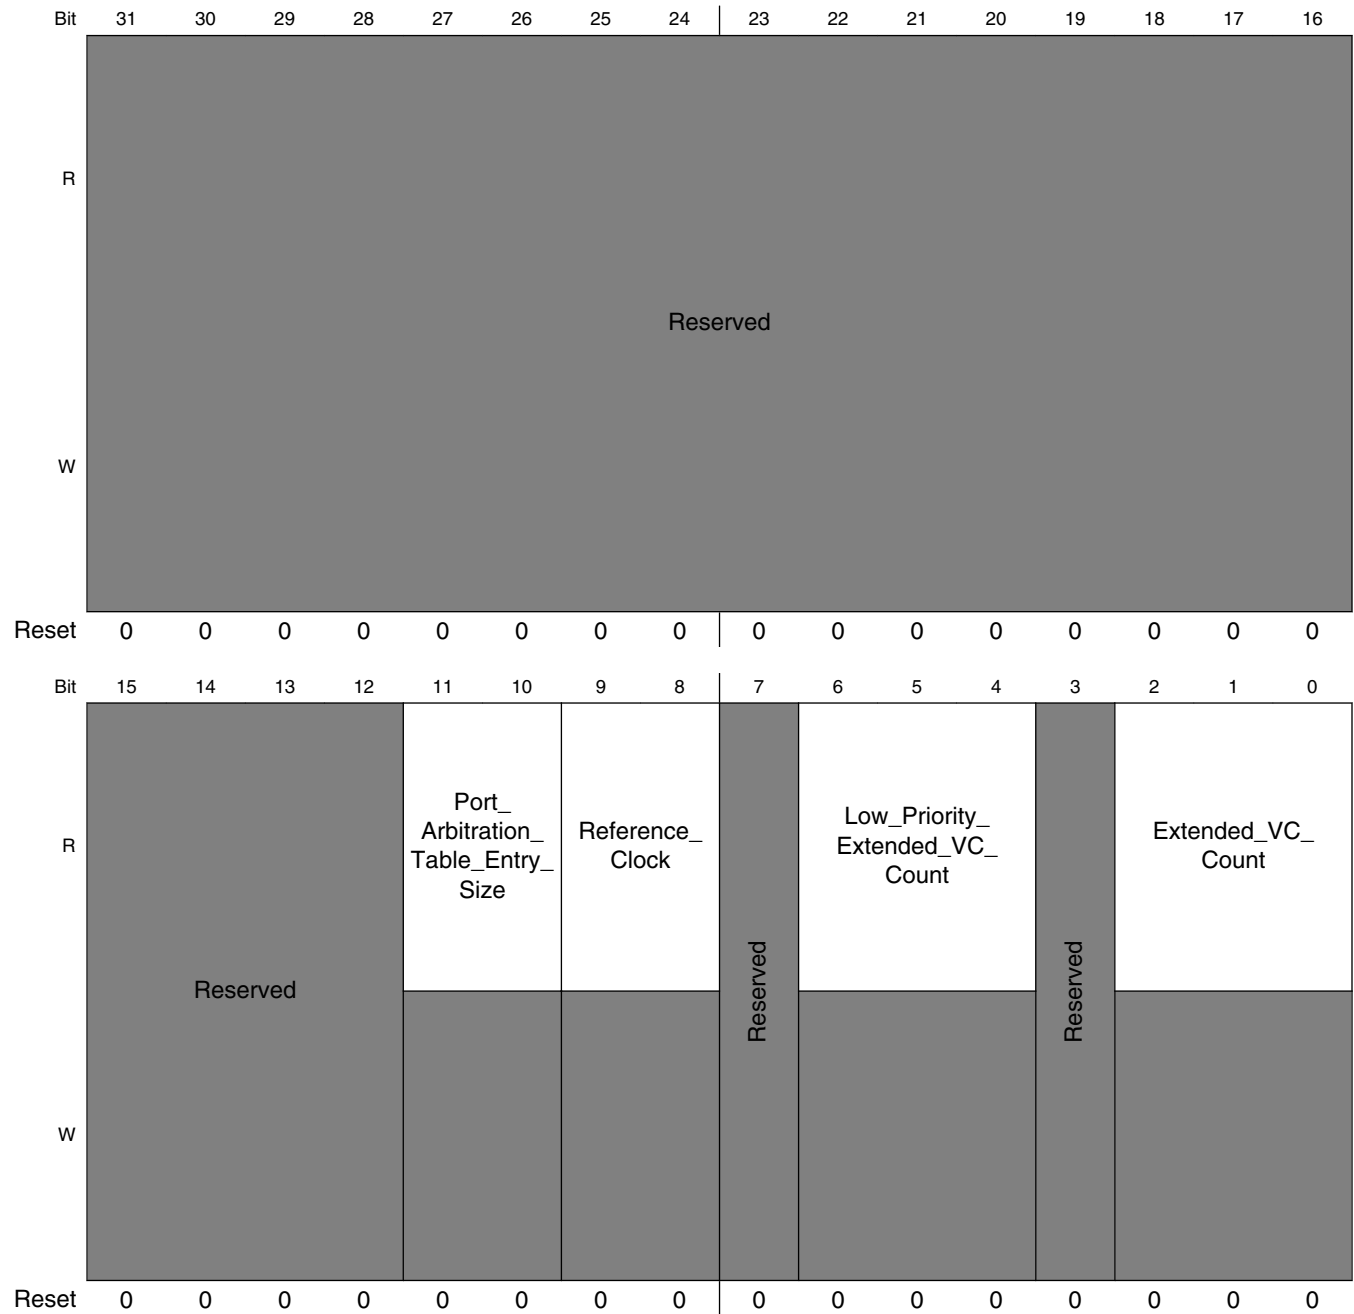 Bit 31 30 29 28 27 26 25 24 23 22 21 20 19 18 17 16
R
Reserved
W
Reset 0 0 0 0 0 0 0 0 0 0 0 0 0 0 0 0
Bit 15 14 13 12 11 10 9 8 7 6 5 4 3 2 1 0
R
Reserved
Port_
Arbitration_
Table_Entry_
Size
Reference_
Clock
Reserved
Low_Priority_
Extended_VC_
Count
Reserved
Extended_VC_
Count
W
Reset 0 0 0 0 0 0 0 0 0 0 0 0 0 0 0 0